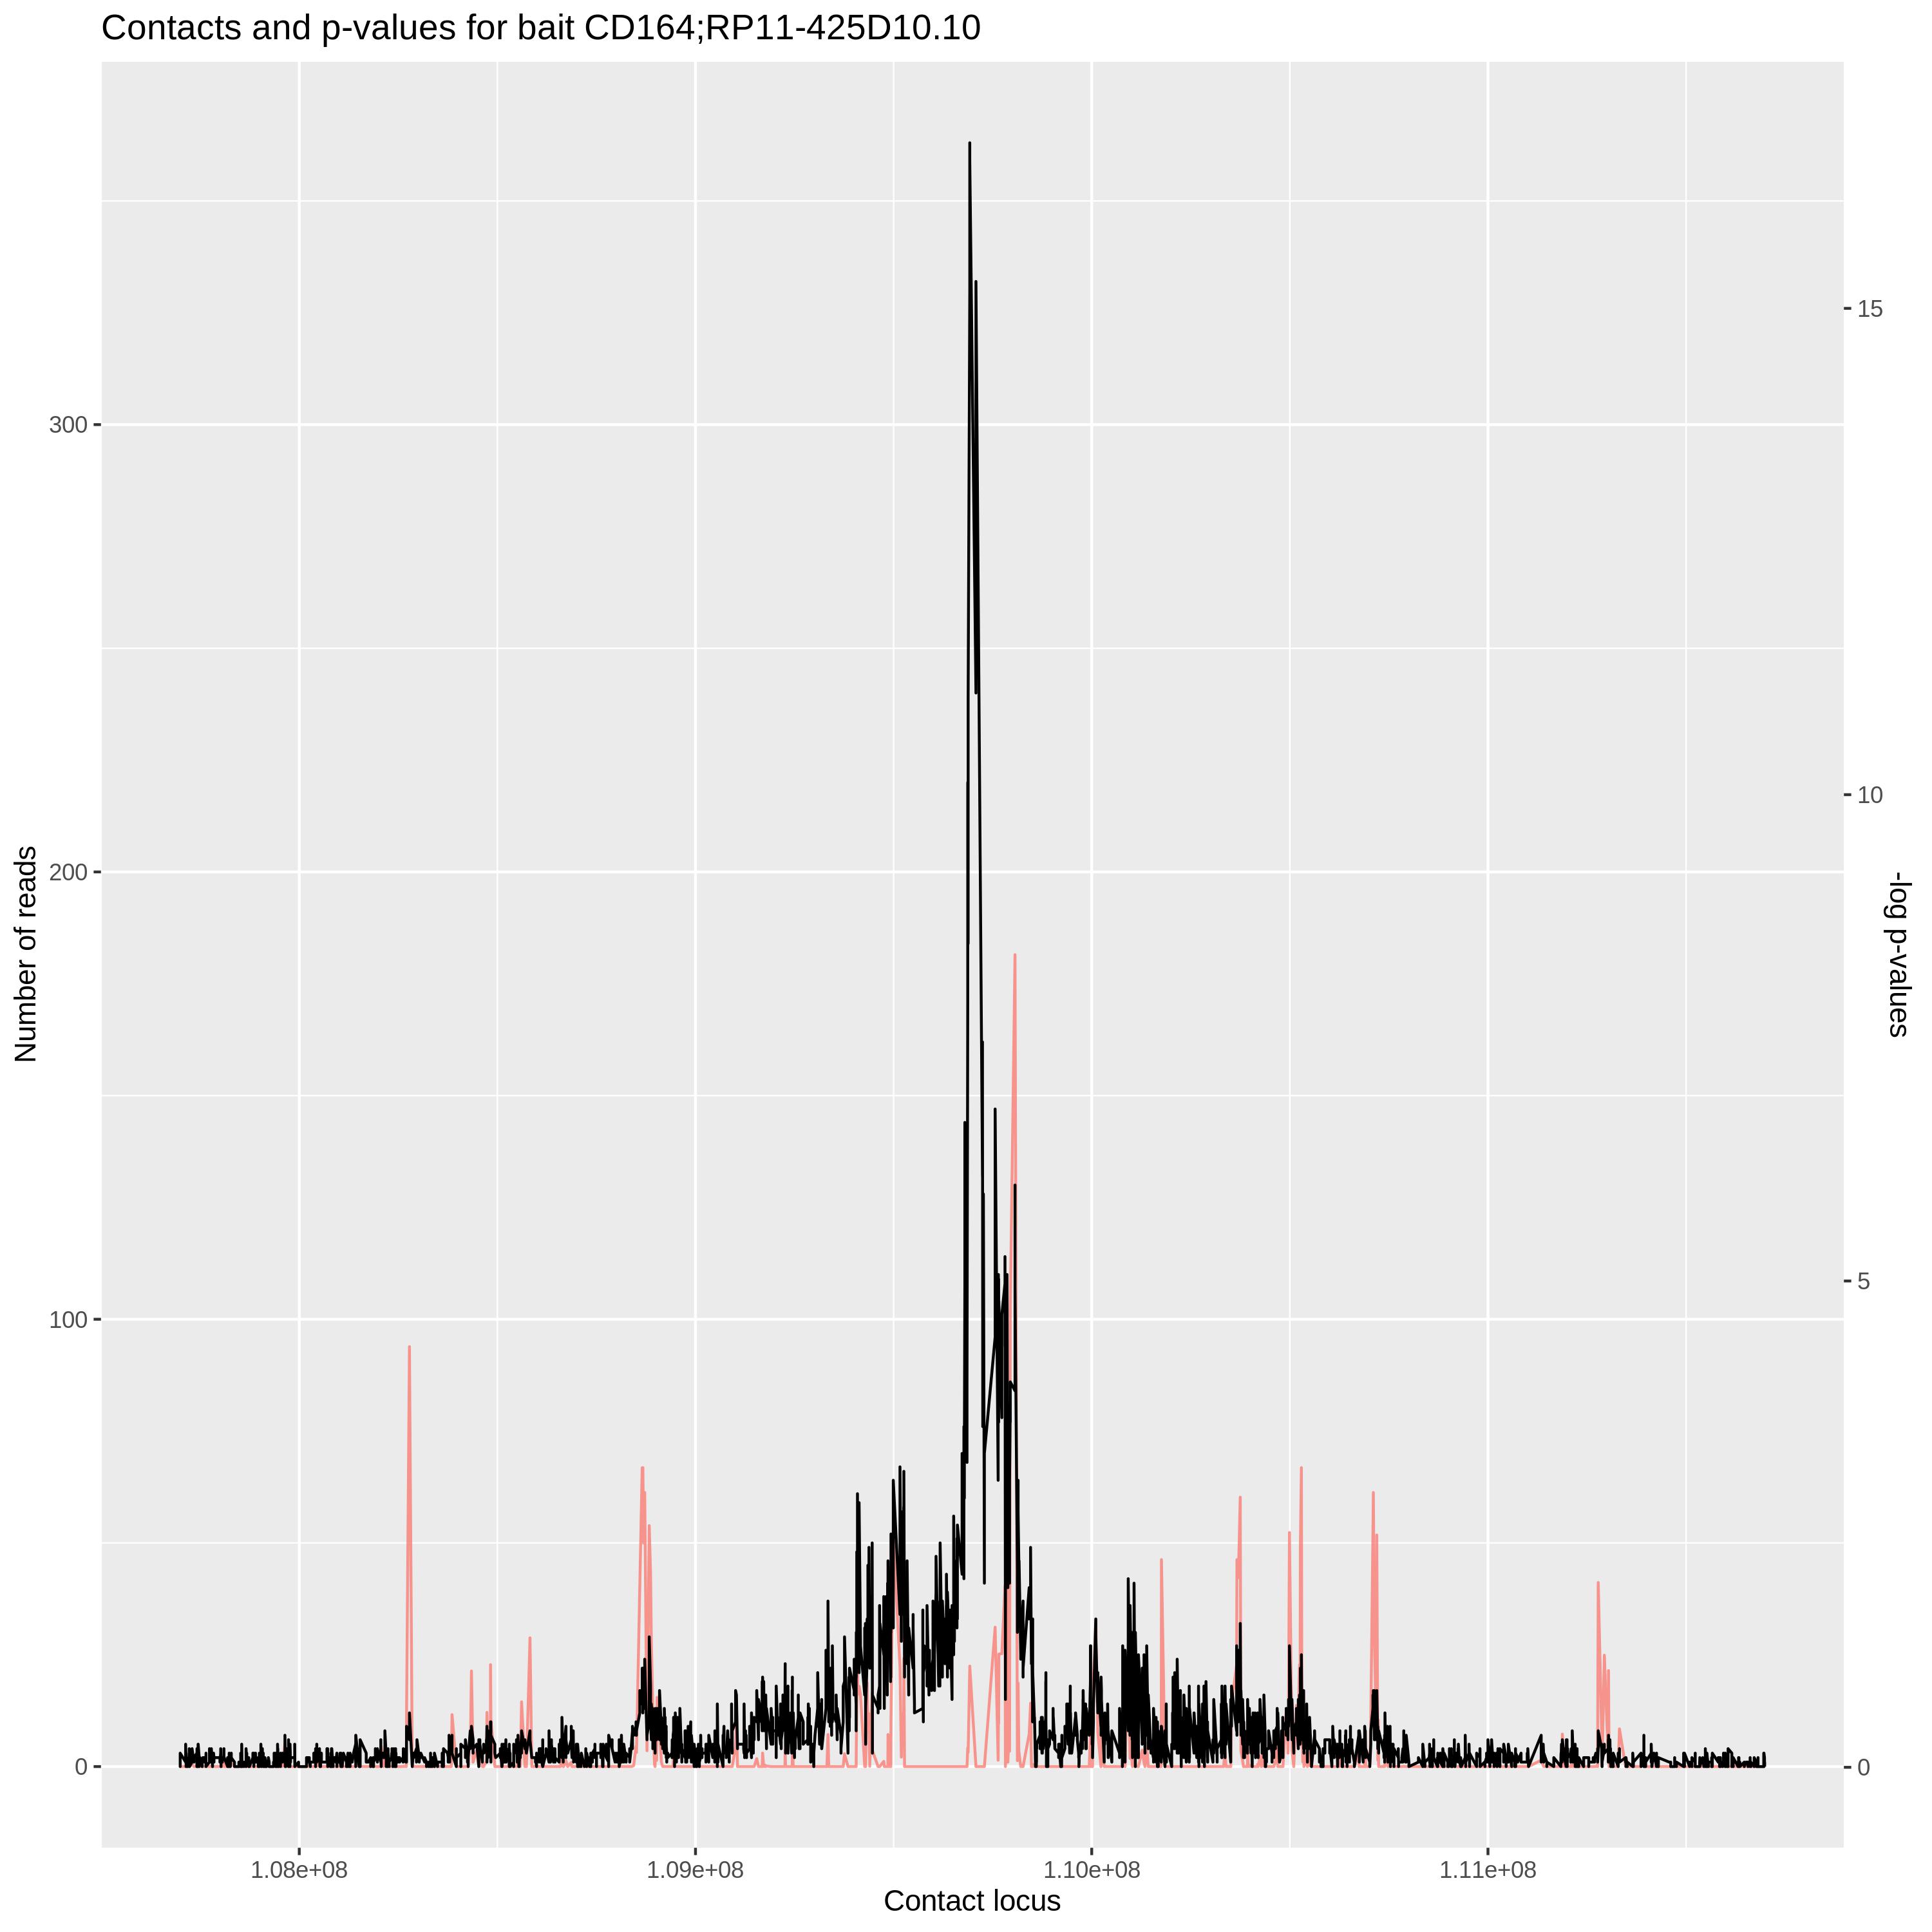 Contacts and p-values for bait CD164;RP11-425D10.10
300
200
100
0
Number of reads
15
10
5
0
-log p-values
1.08e+08
1.09e+08
1.10e+08
1.11e+08
Contact locus